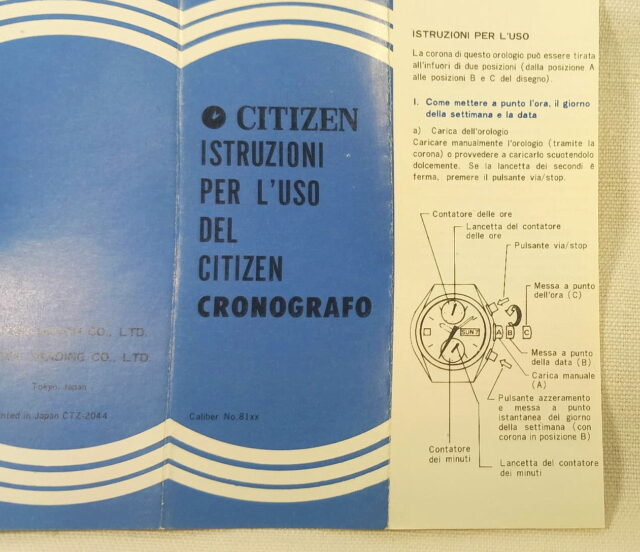 CO., LTD.
TRADING CO., LTD.
Tokyo, Japan
Printed in Japan CTZ-2044
CITIZEN
ISTRUZIONI
PER L'USO
DEL
CITIZEN
CRONOGRAFO
Caliber No.81xx
ISTRUZIONI PER L'USO
La corona di questo orologio può essere tirata
all'infuori di due posizioni (dalla posizione A
alle posizioni B e C del disegno).
I. Come mettere a punto l'ora, il giorno
della settimana e la data
a) Carica dell'orologio
Caricare manualmente l'orologio (tramite la
corona) o provvedere a caricarlo scuotendolo
dolcemente. Se la lancetta dei secondi è
ferma, premere il pulsante via/stop.
Contatore delle ore
Lancetta del contatore
delle ore
Pulsante via/stop
Messa a punto
dell'ora (C)
SUN 7
A B C
Messa a punto
della data (B)
Carica manuale
(A)
Pulsante azzeramento
e messa a punto
istantanea del giorno
della settimana (con
corona in posizione B)
Contatore
dei minuti
Lancetta del contatore
dei minuti